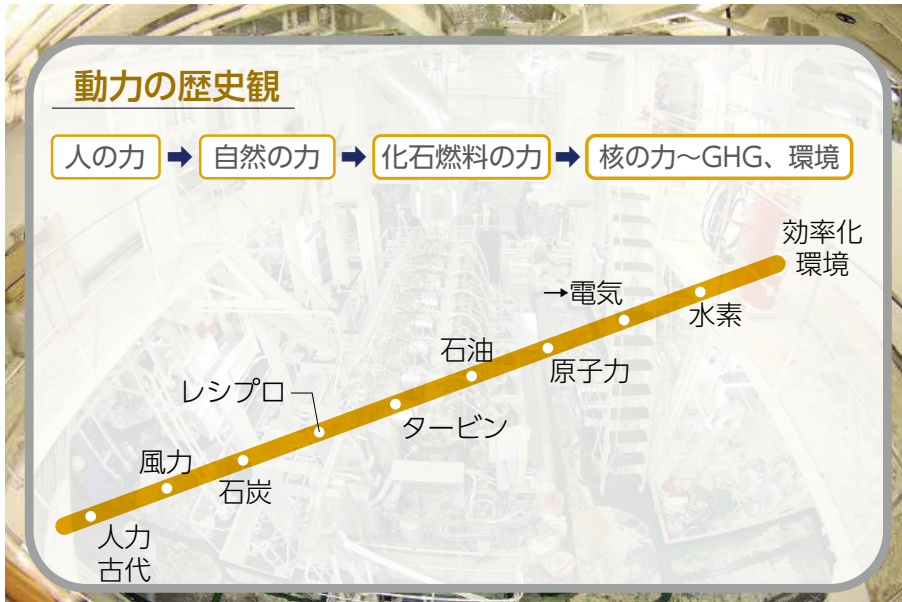 動力の歴史観
人の力 ➡ 自然の力 ➡ 化石燃料の力 ➡ 核の力～GHG、環境
効率化
環境
→電気
水素
石油
原子力
レシプロ
タービン
風力
石炭
人力
古代